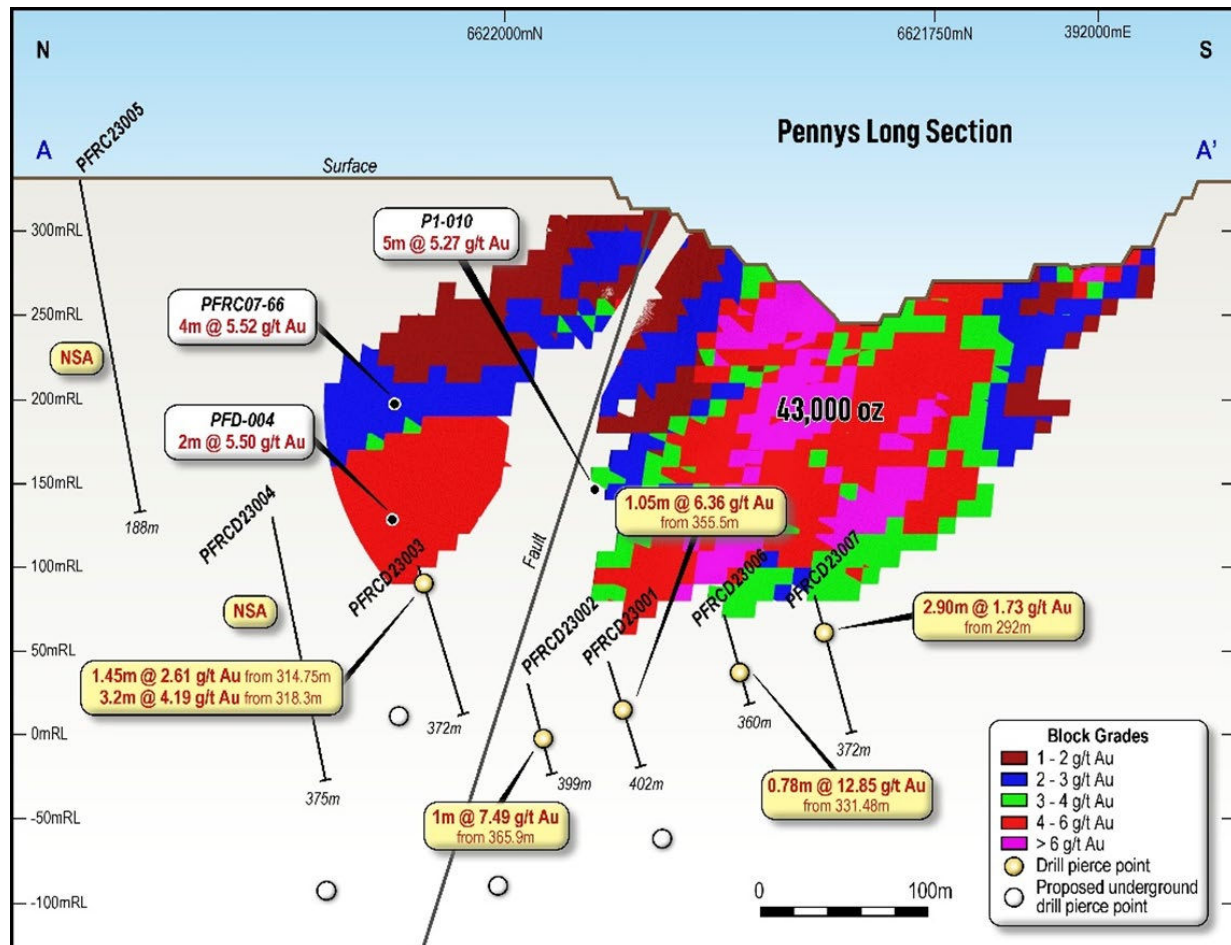 6622000mN
6621750mN
392000mE
N
S
Pennys Long Section
A
A'
PFRC23005
Surface
300mRL
250mRL
200mRL
150mRL
100mRL
50mRL
0mRL
-50mRL
-100mRL
P1-010
5m @ 5.27 g/t Au
PFRC07-66
4m @ 5.52 g/t Au
NSA
PFD-004
2m @ 5.50 g/t Au
43,000 oz
188m
PFRCD23004
1.05m @ 6.36 g/t Au
from 355.5m
Fault
PFRCD23003
PFRCD23002
PFRCD23001
PFRCD23006
PFRCD23007
NSA
2.90m @ 1.73 g/t Au
from 292m
1.45m @ 2.61 g/t Au from 314.75m
3.2m @ 4.19 g/t Au from 318.3m
372m
360m
372m
375m
399m
402m
0.78m @ 12.85 g/t Au
from 331.48m
1m @ 7.49 g/t Au
from 365.9m
Block Grades
1 - 2 g/t Au
2 - 3 g/t Au
3 - 4 g/t Au
4 - 6 g/t Au
> 6 g/t Au
Drill pierce point
Proposed underground
drill pierce point
0
100m